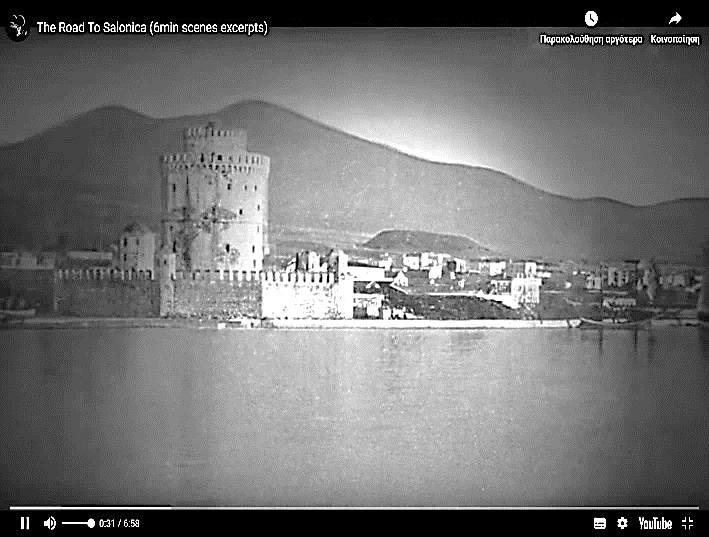 The Road To Salonica (6min scenes excerpts)
Παρακολούθηση αργότερα Κοινοποίηση
0:31 / 6:58
YouTube